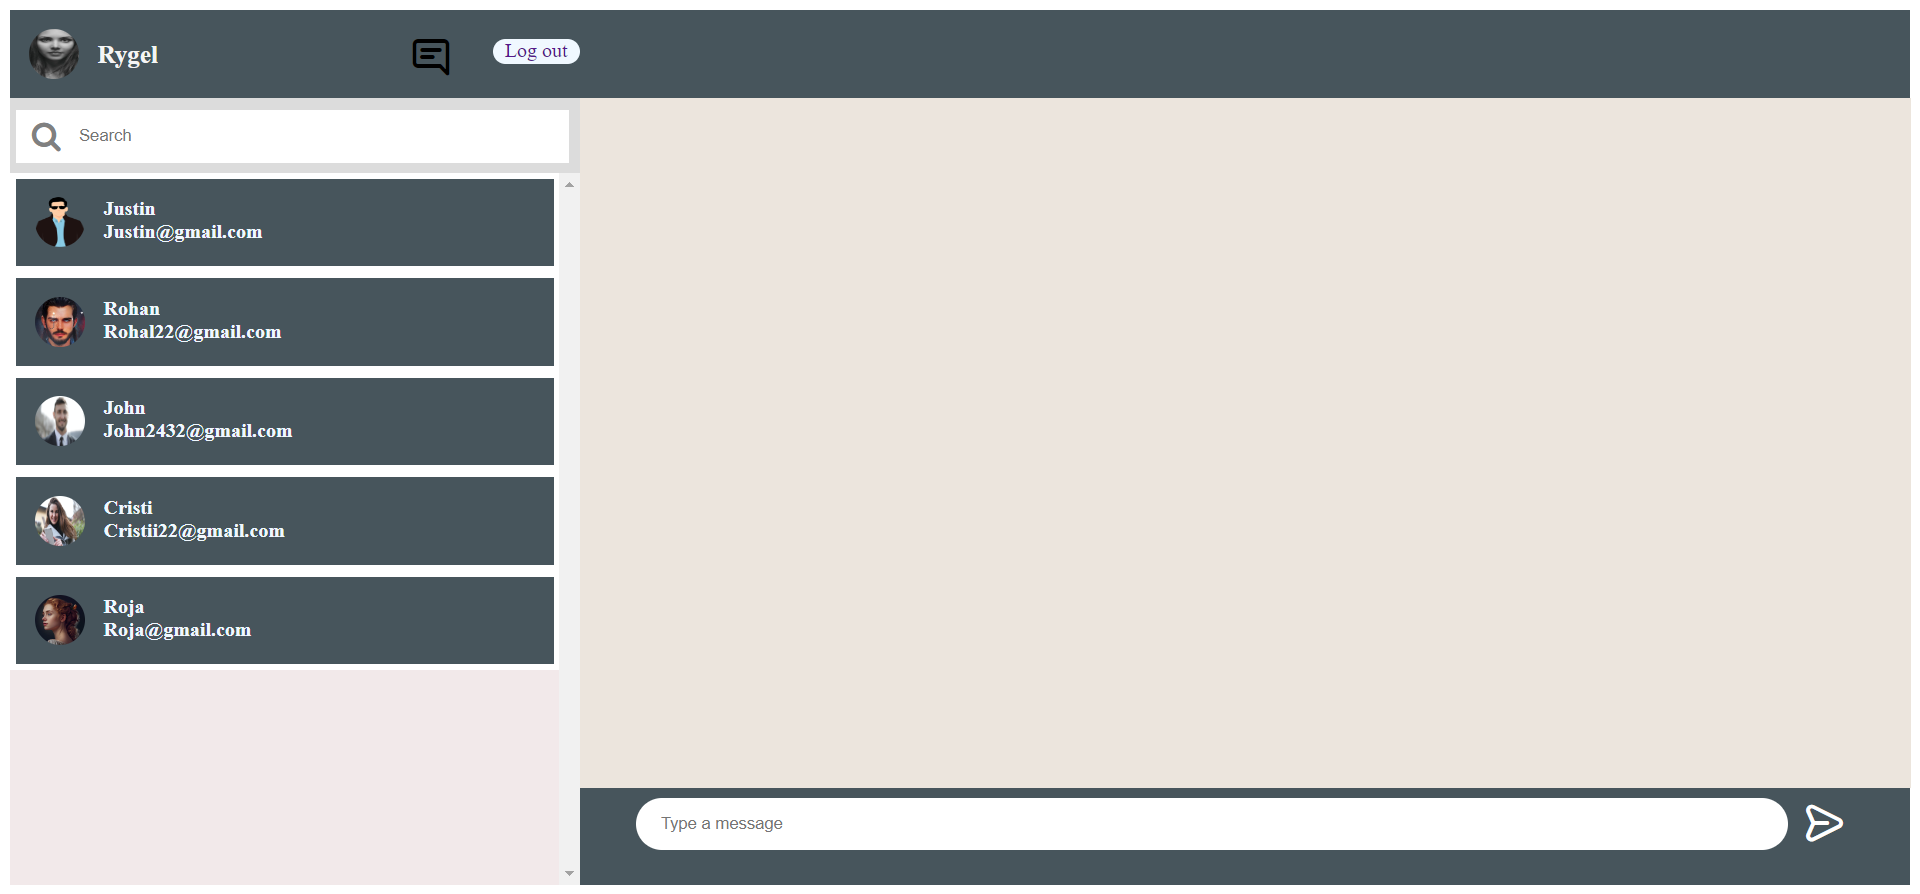 Rygel
Log out
Search
Justin
Justin@gmail.com
Rohan
Rohal22@gmail.com
John
John2432@gmail.com
Cristi
Cristii22@gmail.com
Roja
Roja@gmail.com
Type a message